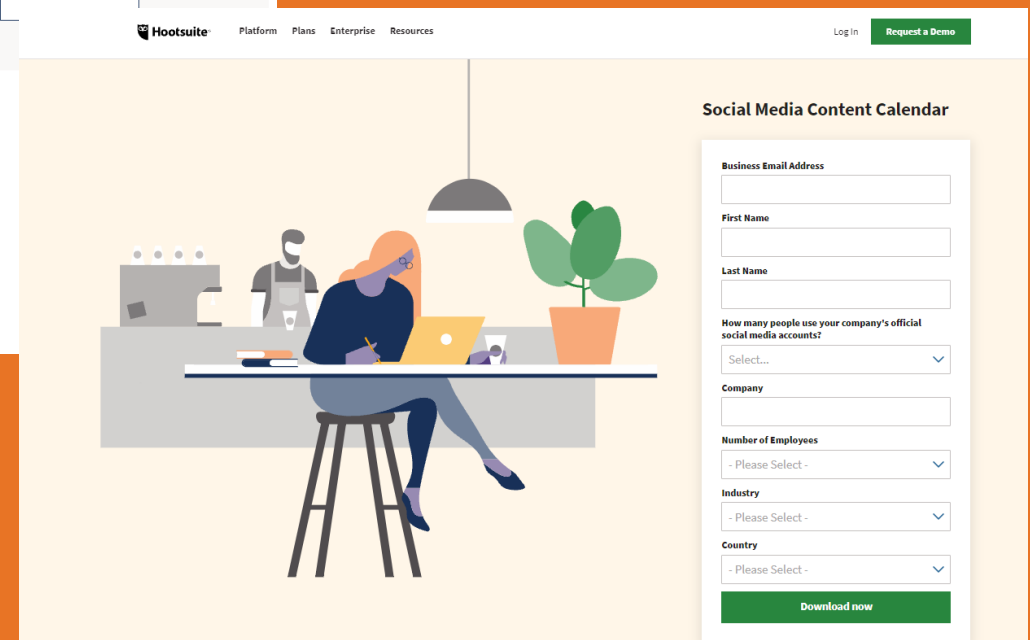 Hootsuite
Platform Plans Enterprise Resources
Log In
Request a Demo
Social Media Content Calendar
Business Email Address
First Name
Last Name
How many people use your company's official
social media accounts?
Select...
Company
Number of Employees
- Please Select -
Industry
- Please Select -
Country
- Please Select -
Download now